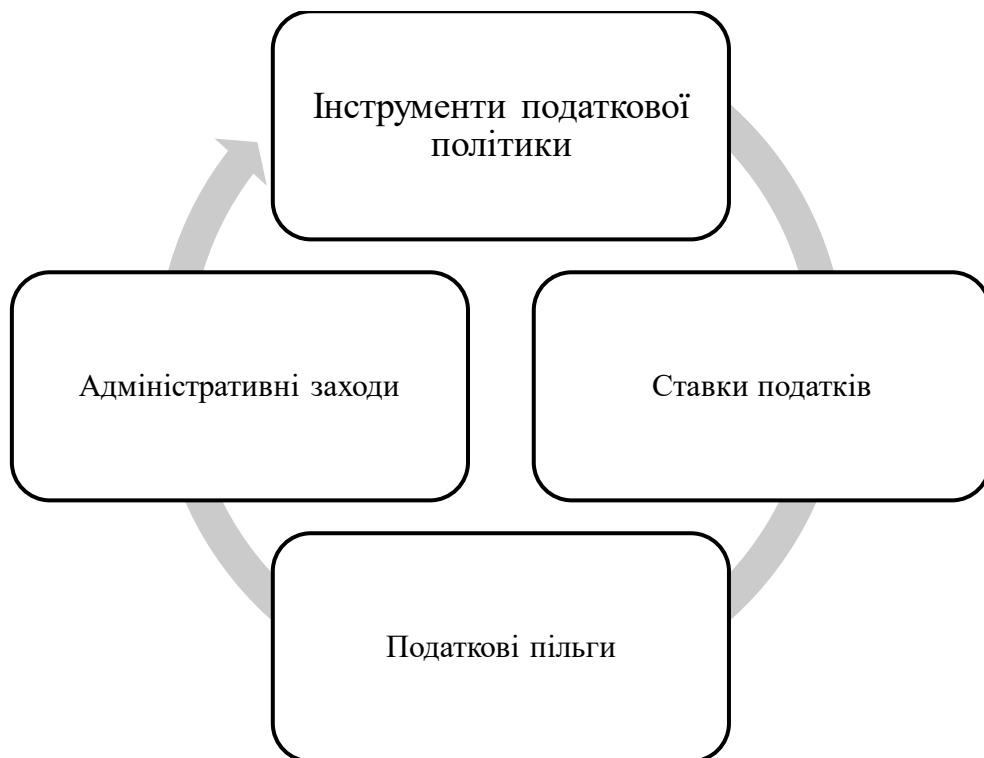 Інструменти податкової
політики
Ставки податків
Податкові пільги
Адміністративні заходи